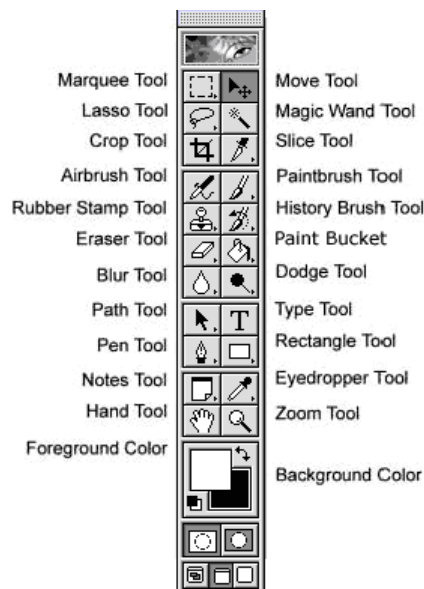 Marquee Tool Move Tool
Lasso Tool Magic Wand Tool
Crop Tool Slice Tool
Airbrush Tool Paintbrush Tool
Rubber Stamp Tool History Brush Tool
Eraser Tool Paint Bucket
Blur Tool Dodge Tool
Path Tool T Type Tool
Pen Tool Rectangle Tool
Notes Tool Eyedropper Tool
Hand Tool Zoom Tool
Foreground Color
Background Color